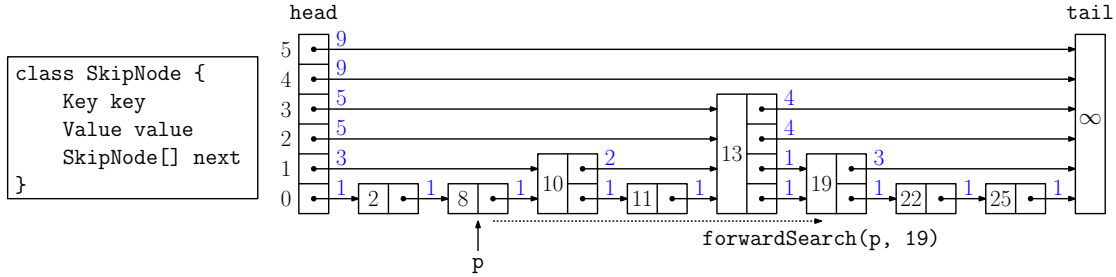 head tail
class SkipNode {
Key key
Value value
SkipNode[] next
}
5 9
4 9
3 5 4
2 5 4
1 3 2 1 3
0 1 1 1 1 1 1 1 1 1
2 8 10 11 13 19 22 25 ∞
forwardSearch(p, 19)
p